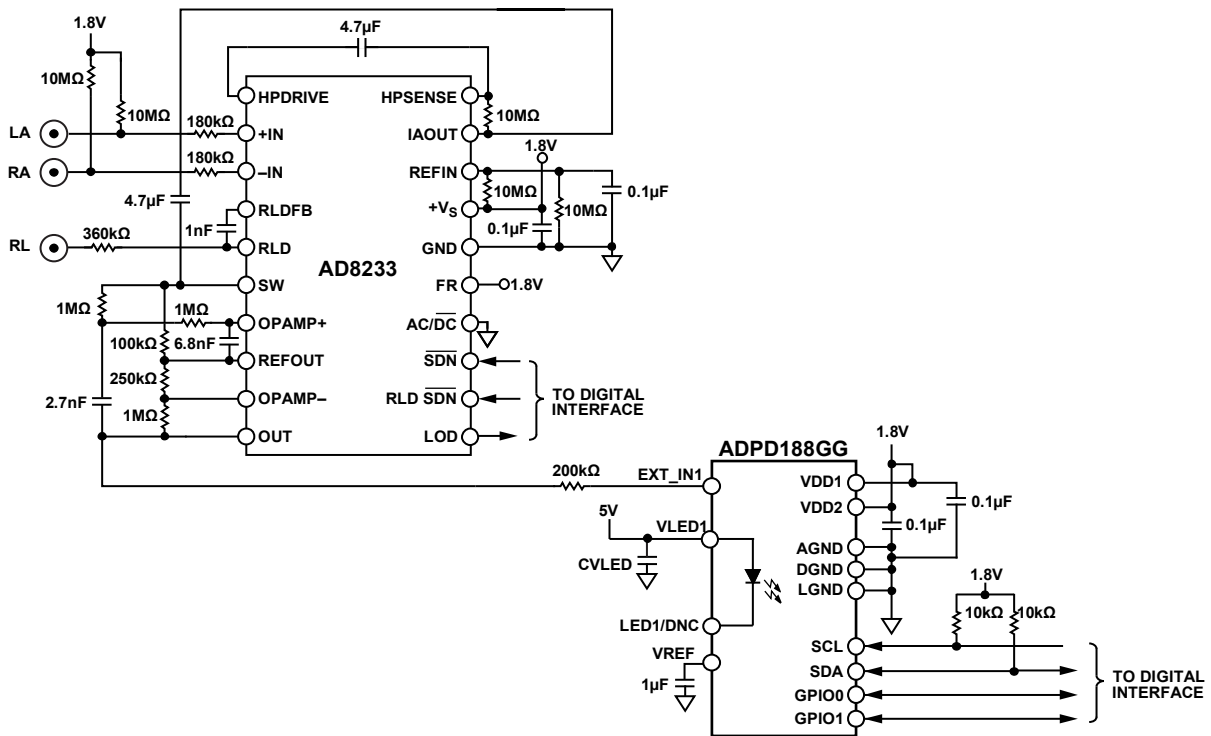 1.8V
4.7µF
10MΩ
10MΩ
HPDRIVE
HPSENSE
10MΩ
LA
180kΩ
+IN
IAOUT
1.8V
RA
180kΩ
–IN
REFIN
10MΩ
10MΩ
0.1µF
4.7µF
RLDFB
+VS
1nF
0.1µF
RL
360kΩ
RLD
GND
AD8233
SW
FR
1.8V
1MΩ
1MΩ
OPAMP+
AC/DC
100kΩ
6.8nF
REFOUT
SDN
250kΩ
2.7nF
OPAMP–
RLD SDN
TO DIGITAL
INTERFACE
1MΩ
OUT
LOD
ADPD188GG
1.8V
200kΩ
EXT_IN1
VDD1
0.1µF
VDD2
5V
VLED1
0.1µF
CVLED
AGND
DGND
LGND
1.8V
10kΩ
10kΩ
LED1/DNC
SCL
VREF
SDA
1µF
GPIO0
TO DIGITAL
INTERFACE
GPIO1